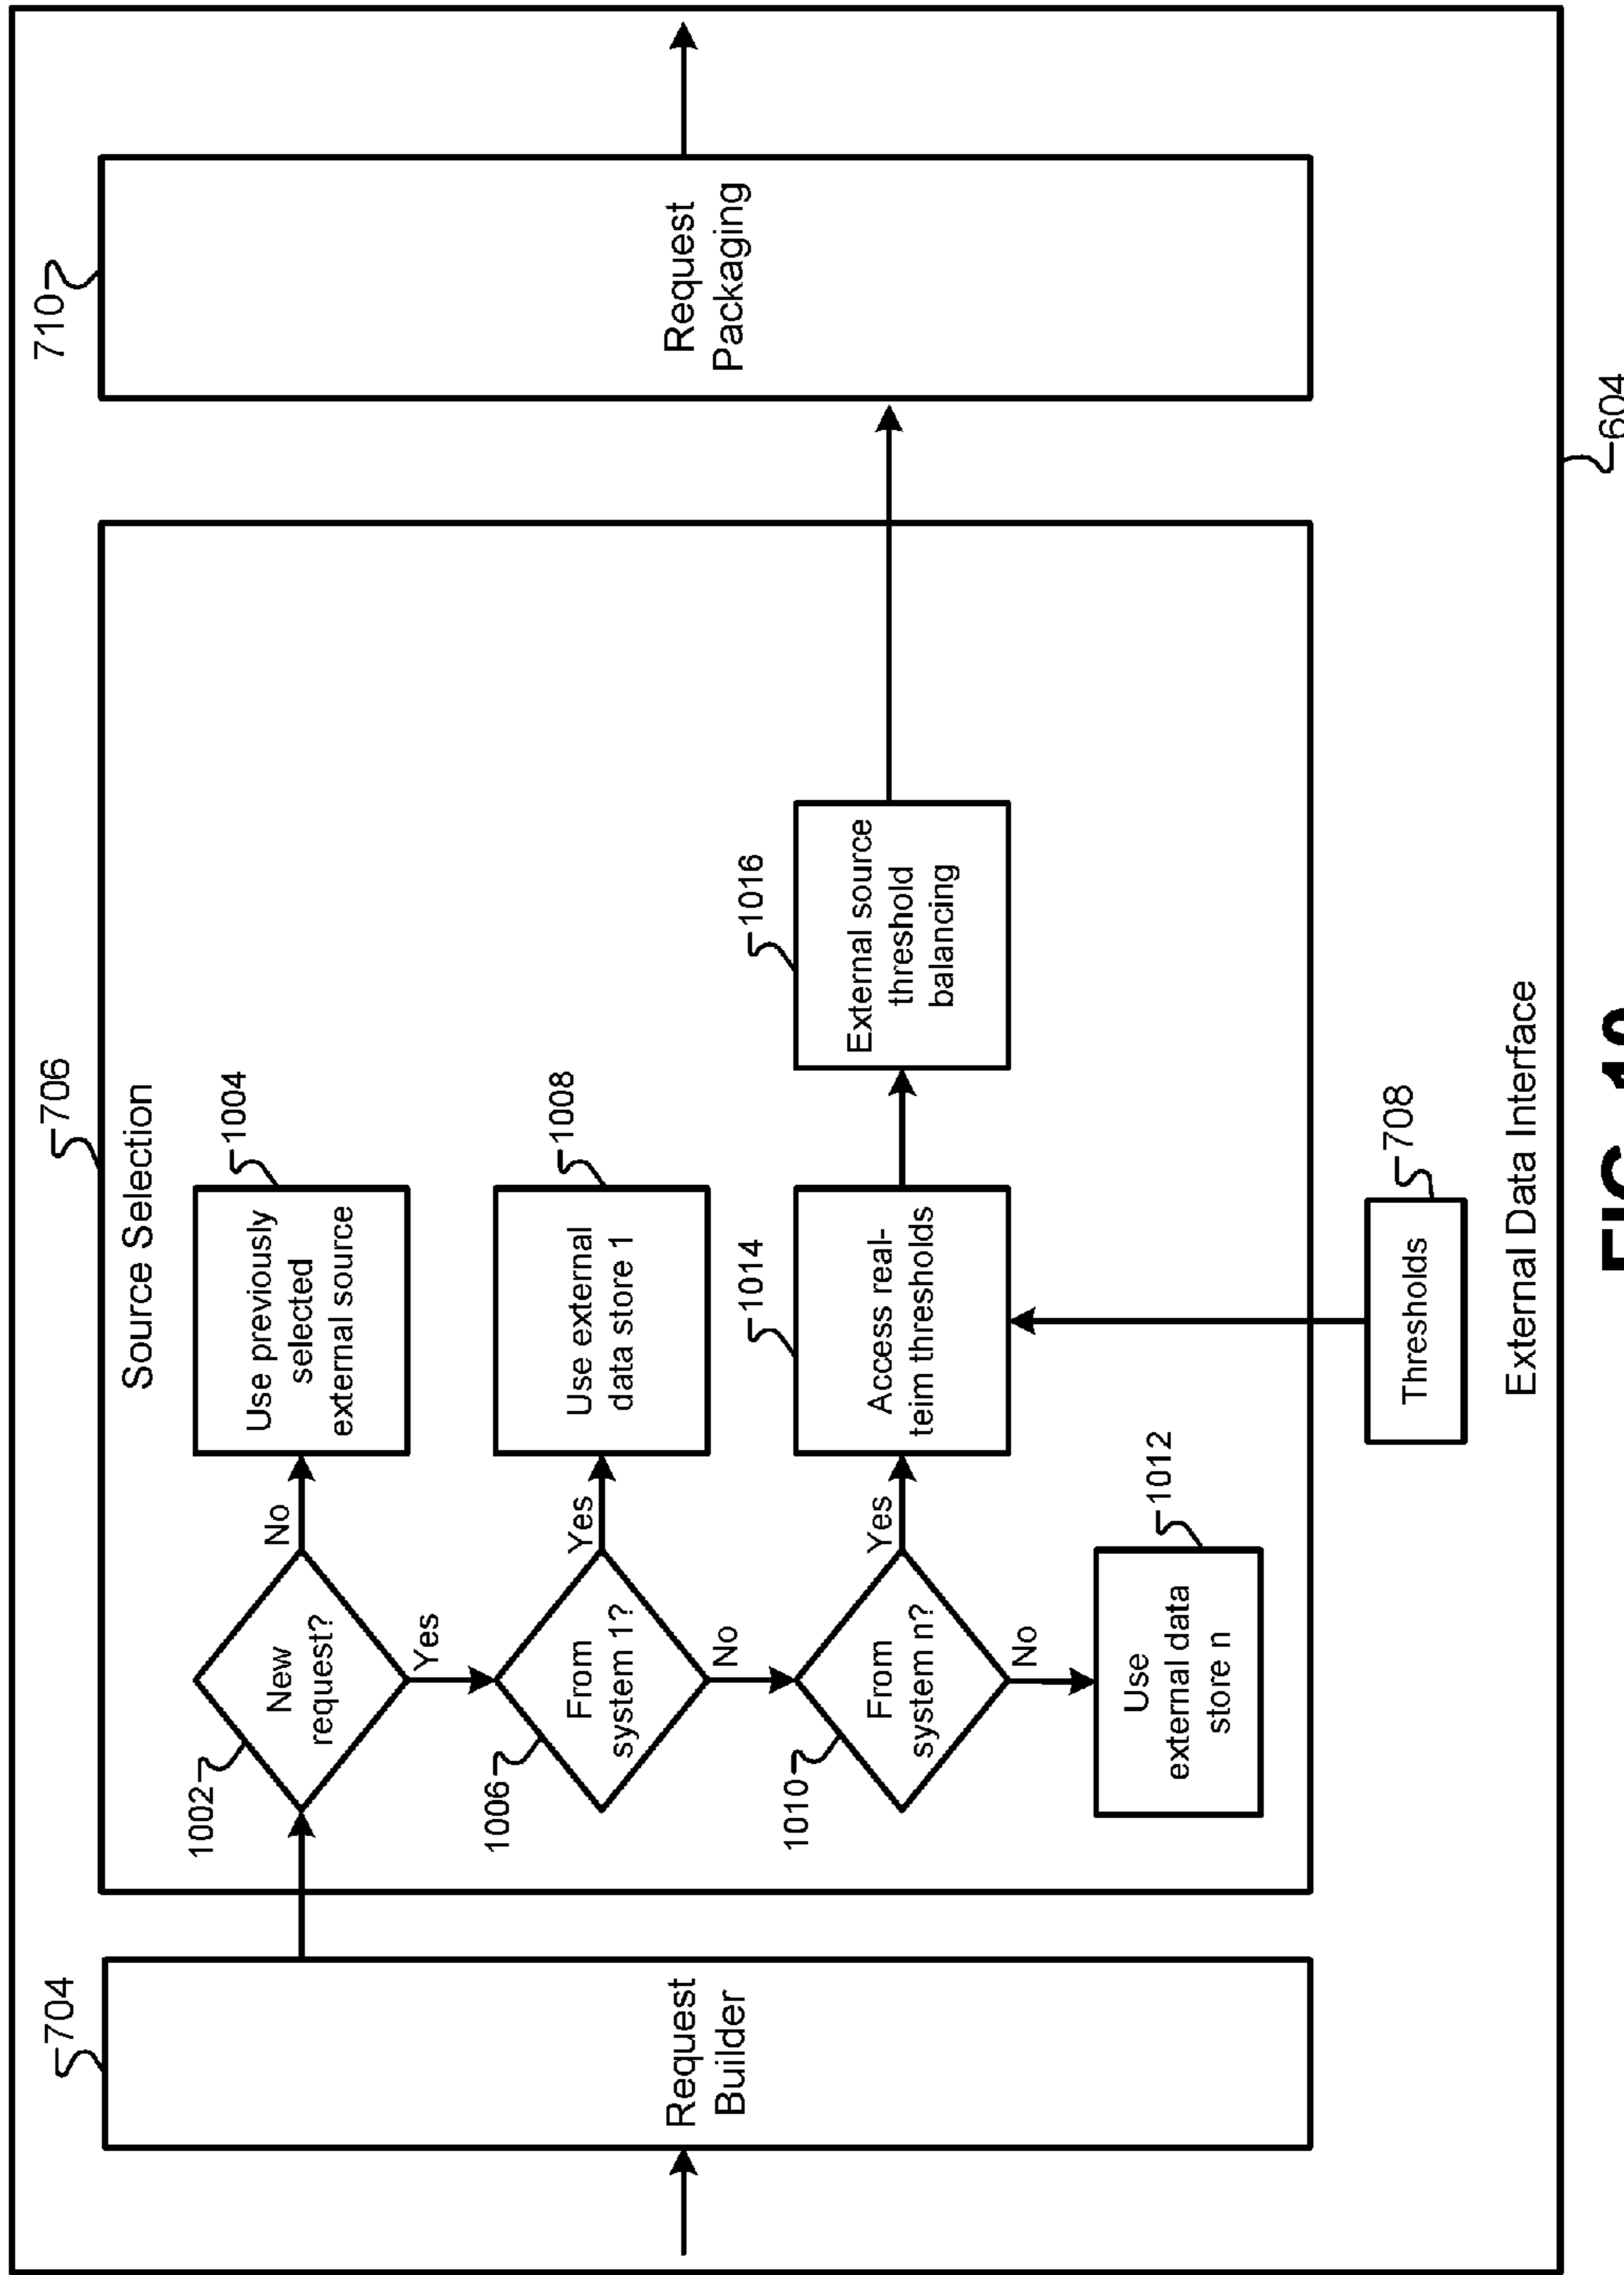 704
Request
Builder
706
Source Selection
1002
New
request?
No
Yes
Use previously
selected
external source
1004
1006
From
system 1?
Yes
No
Use external
data store 1
1008
1010
From
system n?
Yes
No
Access real-
teim thresholds
1014
External source
threshold
balancing
1016
Use
external data
store n
1012
Thresholds
708
710
Request
Packaging
External Data Interface
604
FIG. 10